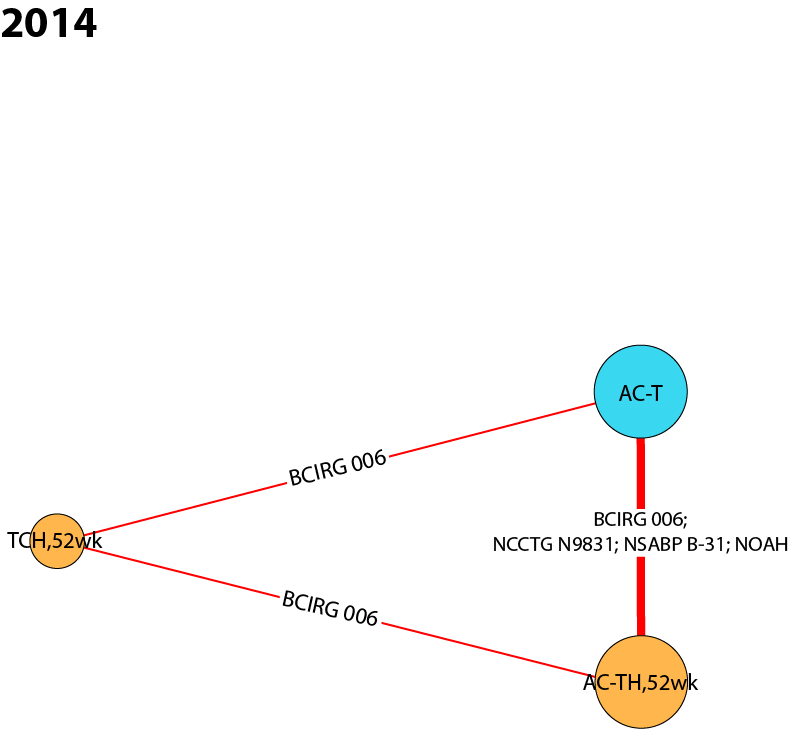 2014
AC-T
BCIRG 006
BCIRG 006;
NCCTG N9831; NSABP B-31; NOAH
TCH,52wk
BCIRG 006
AC-TH,52wk